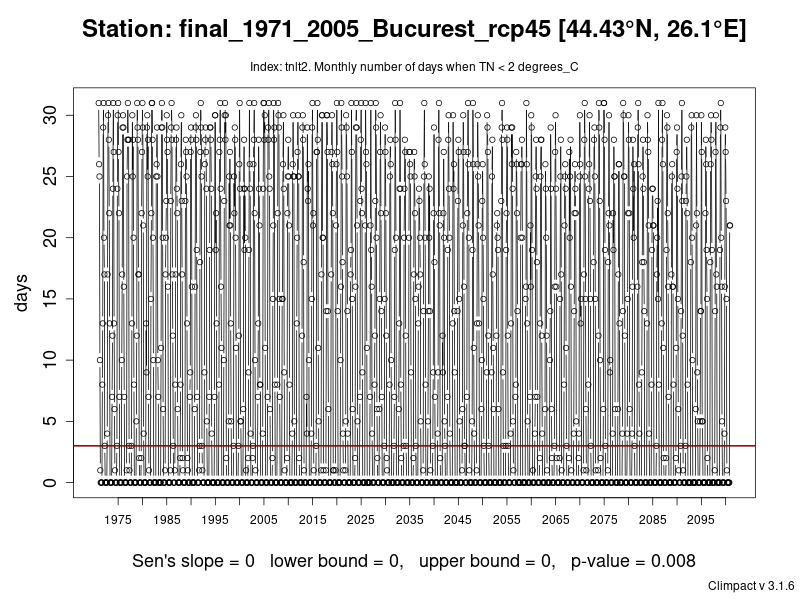 Station: final_1971_2005_Bucurest_rcp45 [44.43°N, 26.1°E]
Index: tnlt2. Monthly number of days when TN < 2 degrees_C
days
30
25
20
15
10
5
0
1975 1985 1995 2005 2015 2025 2035 2045 2055 2065 2075 2085 2095
Sen's slope = 0 lower bound = 0, upper bound = 0, p-value = 0.008
Climpact v 3.1.6